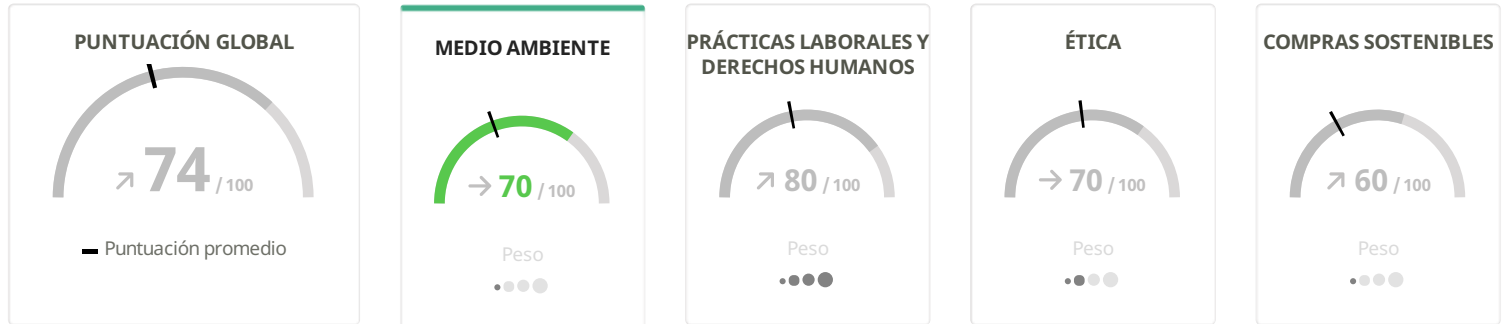 PUNTUACIÓN GLOBAL
74 / 100
Puntuación promedio
MEDIO AMBIENTE
70 / 100
Peso
PRÁCTICAS LABORALES Y
DERECHOS HUMANOS
80 / 100
Peso
ÉTICA
70 / 100
Peso
COMPRAS SOSTENIBLES
60 / 100
Peso